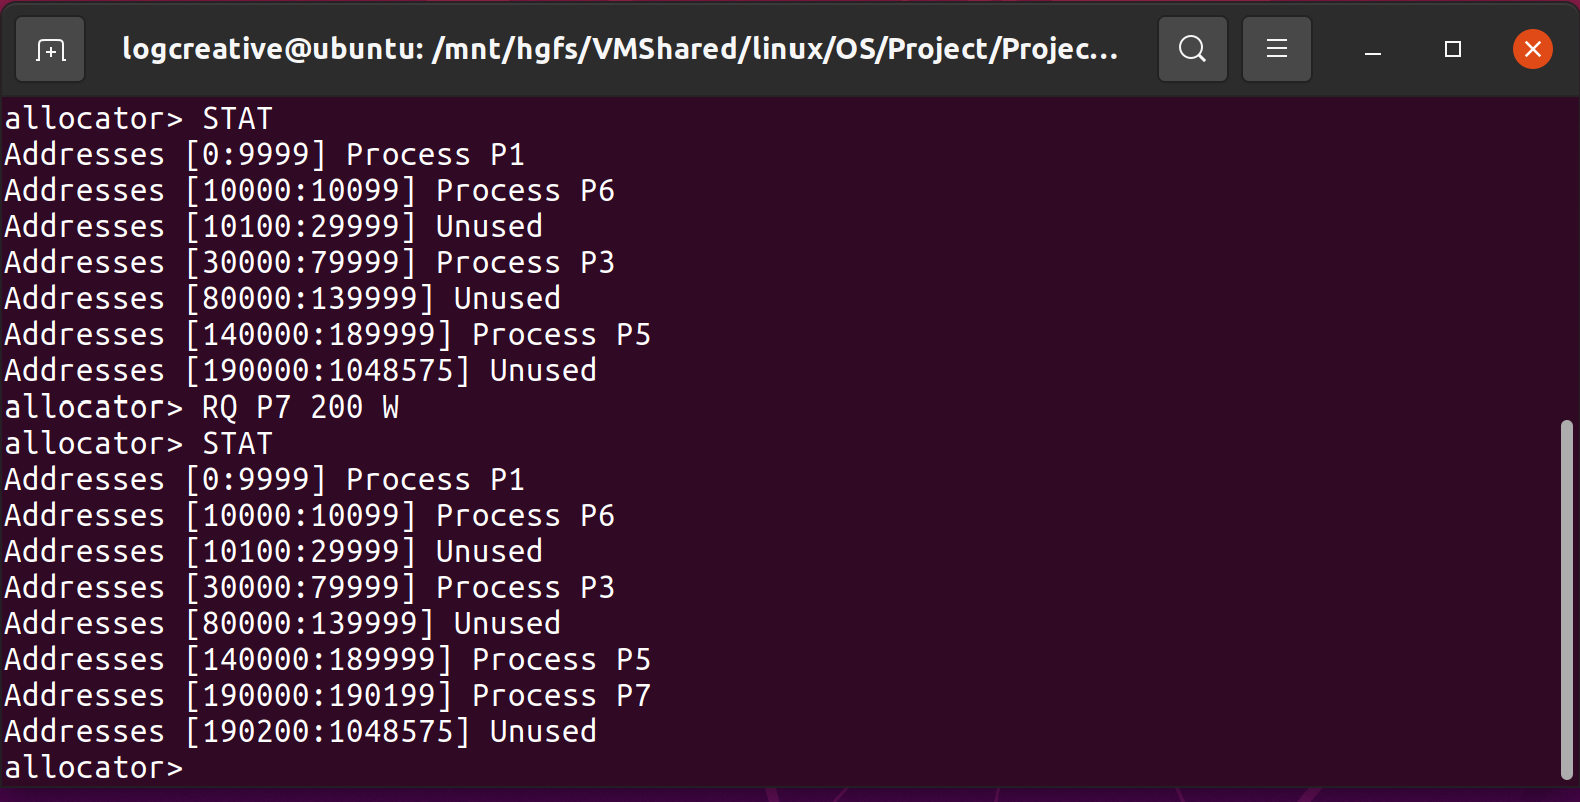 logcreative@ubuntu: /mnt/hgfs/VMShared/linux/OS/Project/Projec...
allocator> STAT
Addresses [0:9999] Process P1
Addresses [10000:10099] Process P6
Addresses [10100:29999] Unused
Addresses [30000:79999] Process P3
Addresses [80000:139999] Unused
Addresses [140000:189999] Process P5
Addresses [190000:1048575] Unused
allocator> RQ P7 200 W
allocator> STAT
Addresses [0:9999] Process P1
Addresses [10000:10099] Process P6
Addresses [10100:29999] Unused
Addresses [30000:79999] Process P3
Addresses [80000:139999] Unused
Addresses [140000:189999] Process P5
Addresses [190000:190199] Process P7
Addresses [190200:1048575] Unused
allocator>